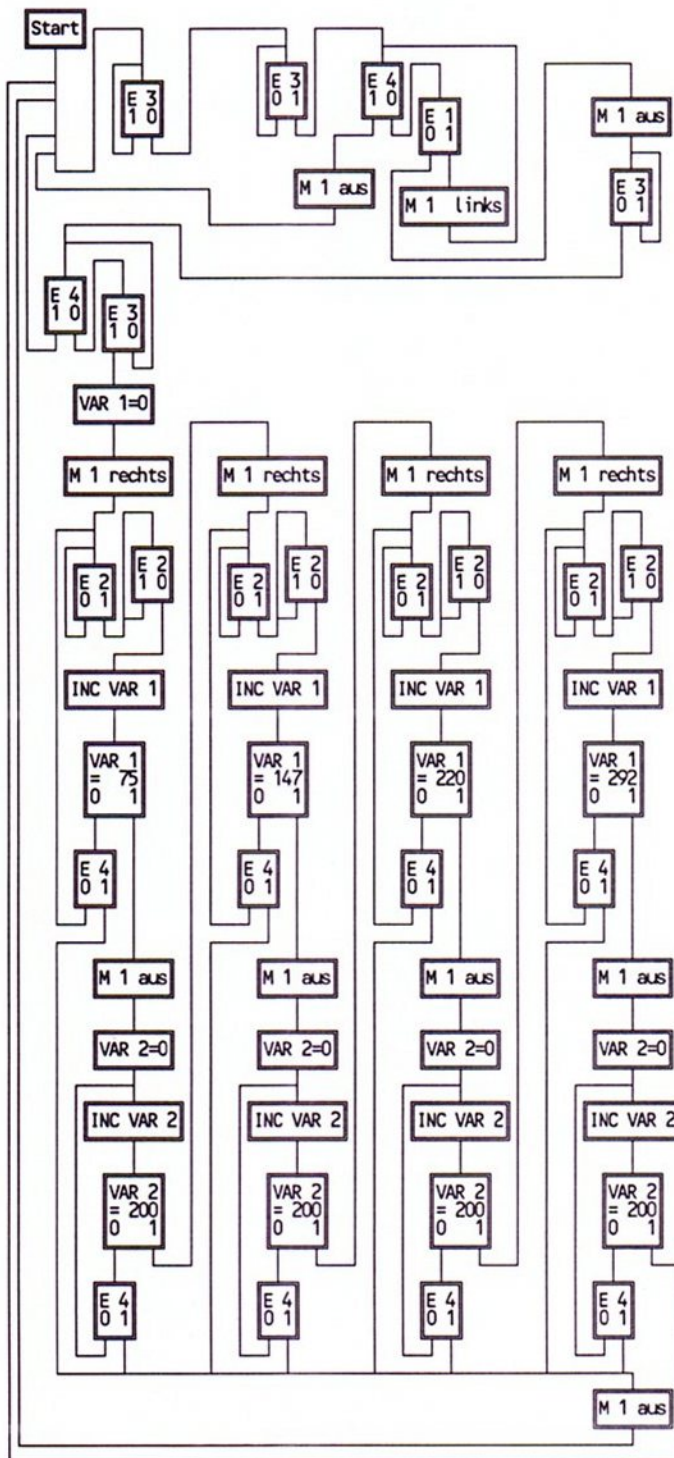 Start
E 3
1 0
E 3
0 1
E 4
1 0
E 1
0 1
M 1 aus
M 1 aus
M 1 links
E 3
0 1
E 4
1 0
E 3
1 0
VAR 1=0
M 1 rechts
M 1 rechts
M 1 rechts
M 1 rechts
E 2
0 1
E 2
1 0
E 2
0 1
E 2
1 0
E 2
0 1
E 2
1 0
E 2
0 1
E 2
1 0
INC VAR 1
INC VAR 1
INC VAR 1
INC VAR 1
VAR 1
= 75
0 1
VAR 1
= 147
0 1
VAR 1
= 220
0 1
VAR 1
= 292
0 1
E 4
0 1
E 4
0 1
E 4
0 1
E 4
0 1
M 1 aus
M 1 aus
M 1 aus
M 1 aus
VAR 2=0
VAR 2=0
VAR 2=0
VAR 2=0
INC VAR 2
INC VAR 2
INC VAR 2
INC VAR 2
VAR 2
= 200
0 1
VAR 2
= 200
0 1
VAR 2
= 200
0 1
VAR 2
= 200
0 1
E 4
0 1
E 4
0 1
E 4
0 1
E 4
0 1
M 1 aus